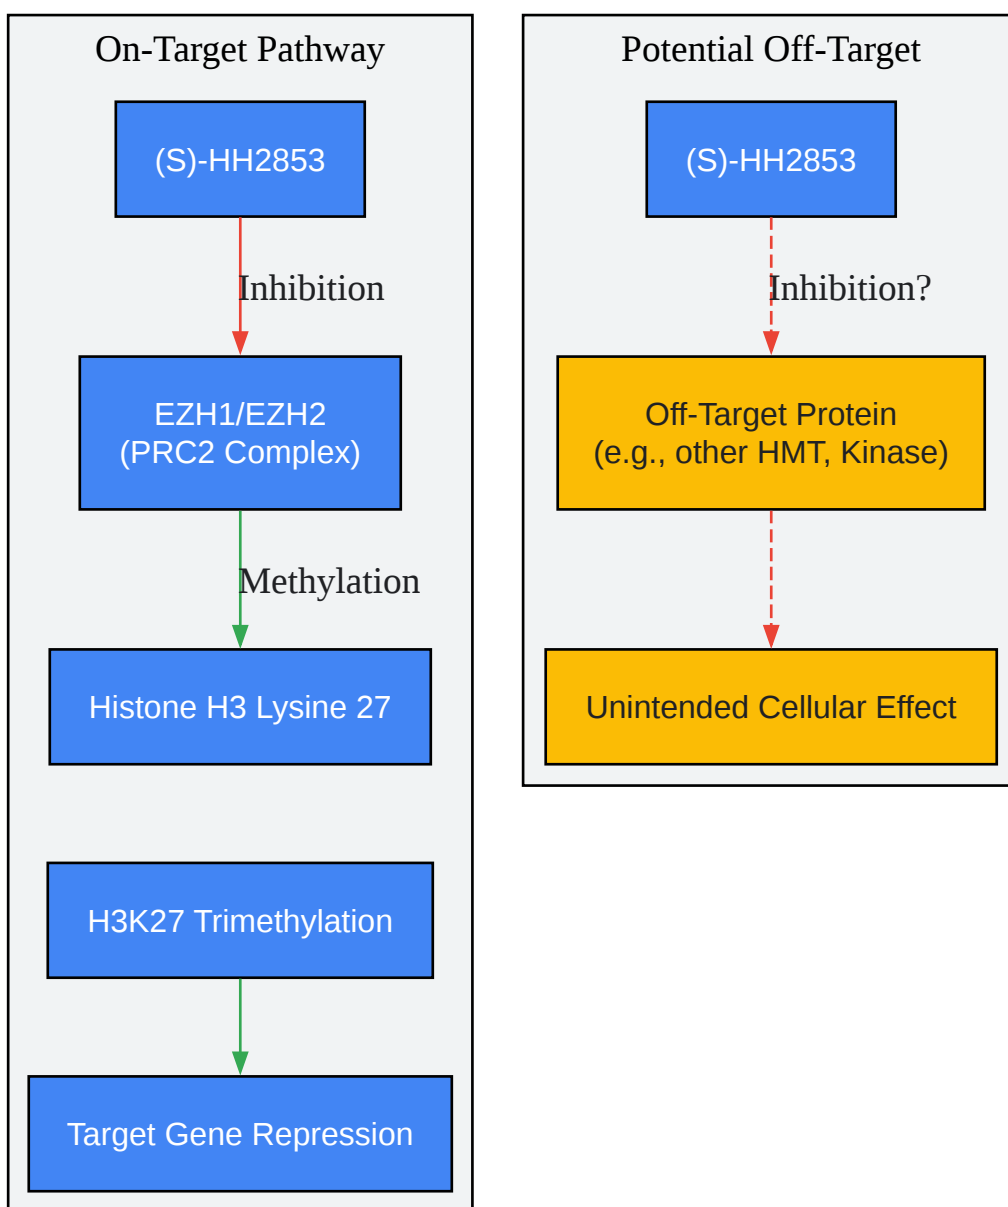 On-Target Pathway
(S)-HH2853
Inhibition
EZH1/EZH2
(PRC2 Complex)
Methylation
Histone H3 Lysine 27
H3K27 Trimethylation
Target Gene Repression
Potential Off-Target
(S)-HH2853
Inhibition?
Off-Target Protein
(e.g., other HMT, Kinase)
Unintended Cellular Effect